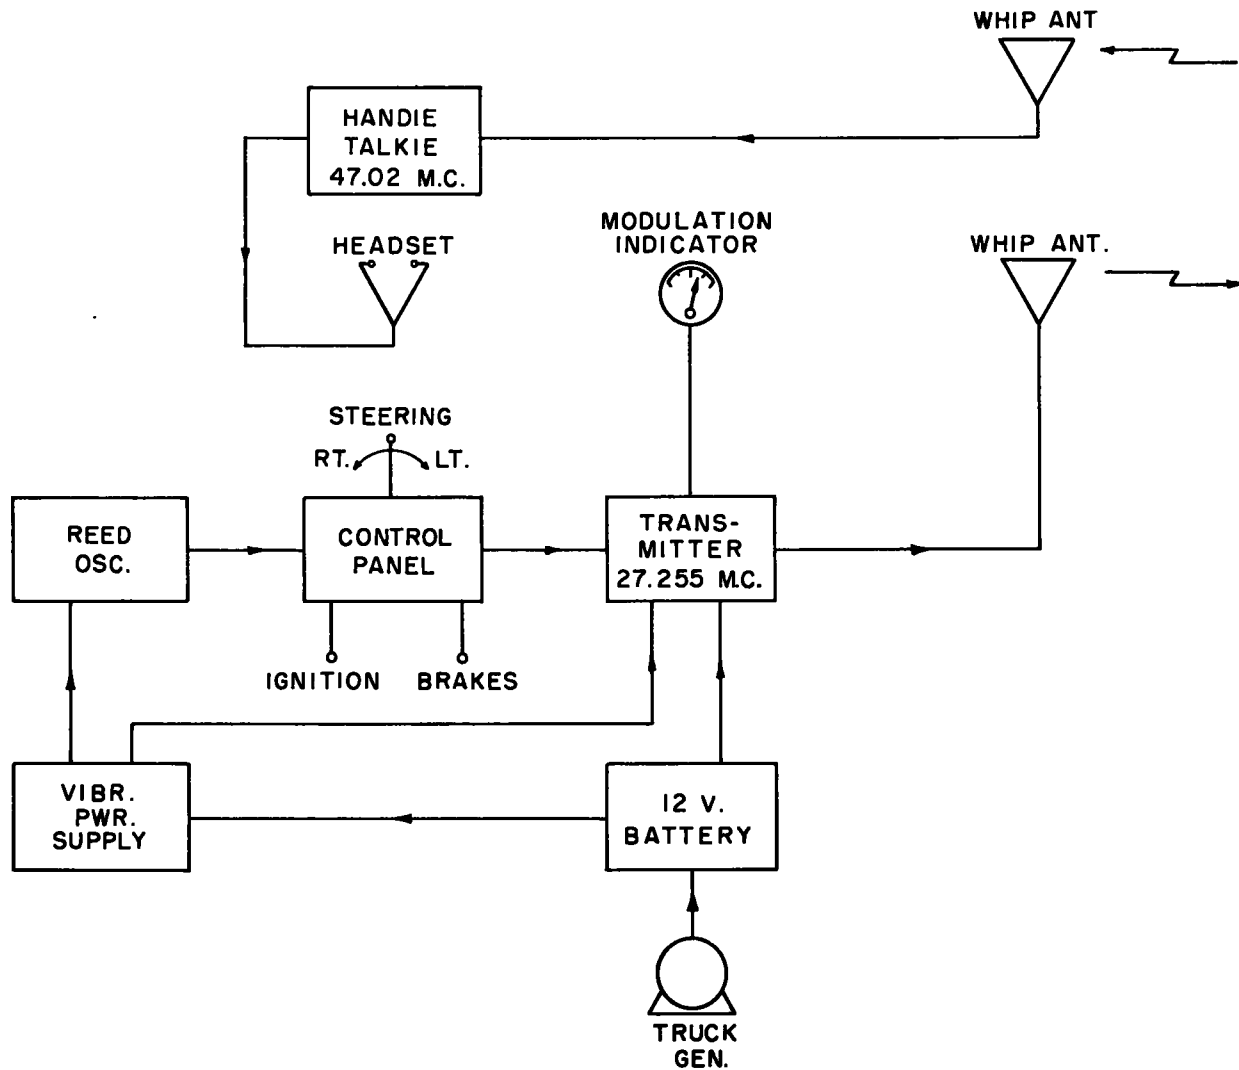 WHIP ANT
HANDIE
TALKIE
47.02 M.C.
MODULATION
INDICATOR
HEADSET
WHIP ANT.
STEERING
RT.
LT.
REED
OSC.
CONTROL
PANEL
TRANS-
MITTER
27.255 M.C.
IGNITION
BRAKES
VIBR.
PWR.
SUPPLY
12 V.
BATTERY
TRUCK
GEN.